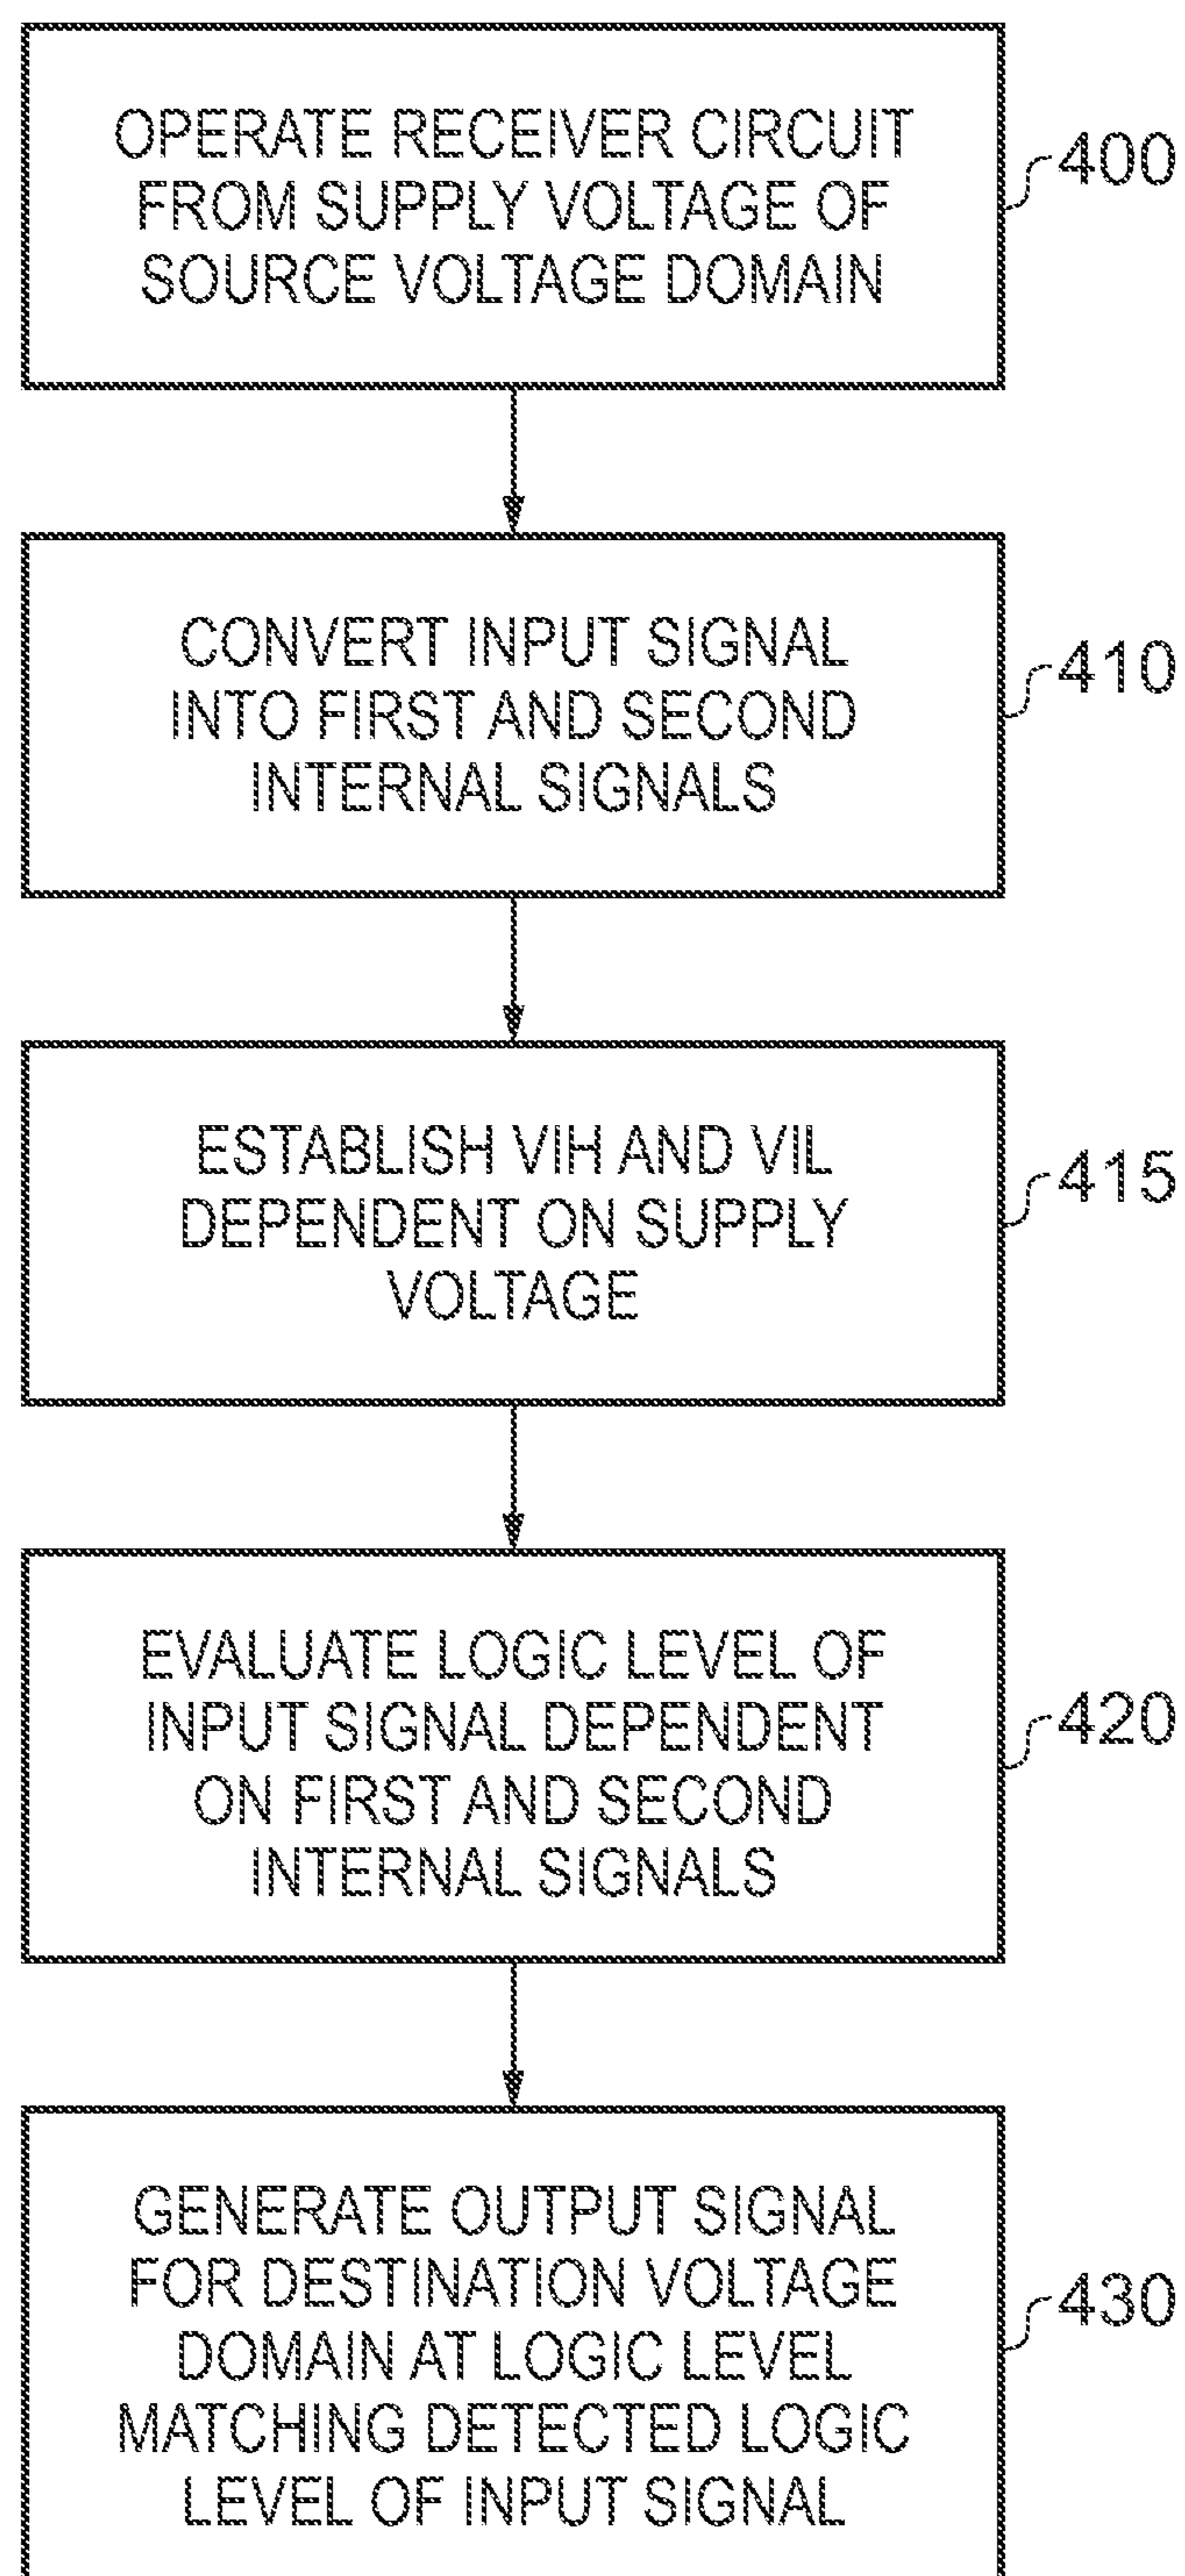 OPERATE RECEIVER CIRCUIT
FROM SUPPLY VOLTAGE OF
SOURCE VOLTAGE DOMAIN
400
CONVERT INPUT SIGNAL
INTO FIRST AND SECOND
INTERNAL SIGNALS
410
ESTABLISH VIH AND VIL
DEPENDENT ON SUPPLY
VOLTAGE
415
EVALUATE LOGIC LEVEL OF
INPUT SIGNAL DEPENDENT
ON FIRST AND SECOND
INTERNAL SIGNALS
420
GENERATE OUTPUT SIGNAL
FOR DESTINATION VOLTAGE
DOMAIN AT LOGIC LEVEL
MATCHING DETECTED LOGIC
LEVEL OF INPUT SIGNAL
430